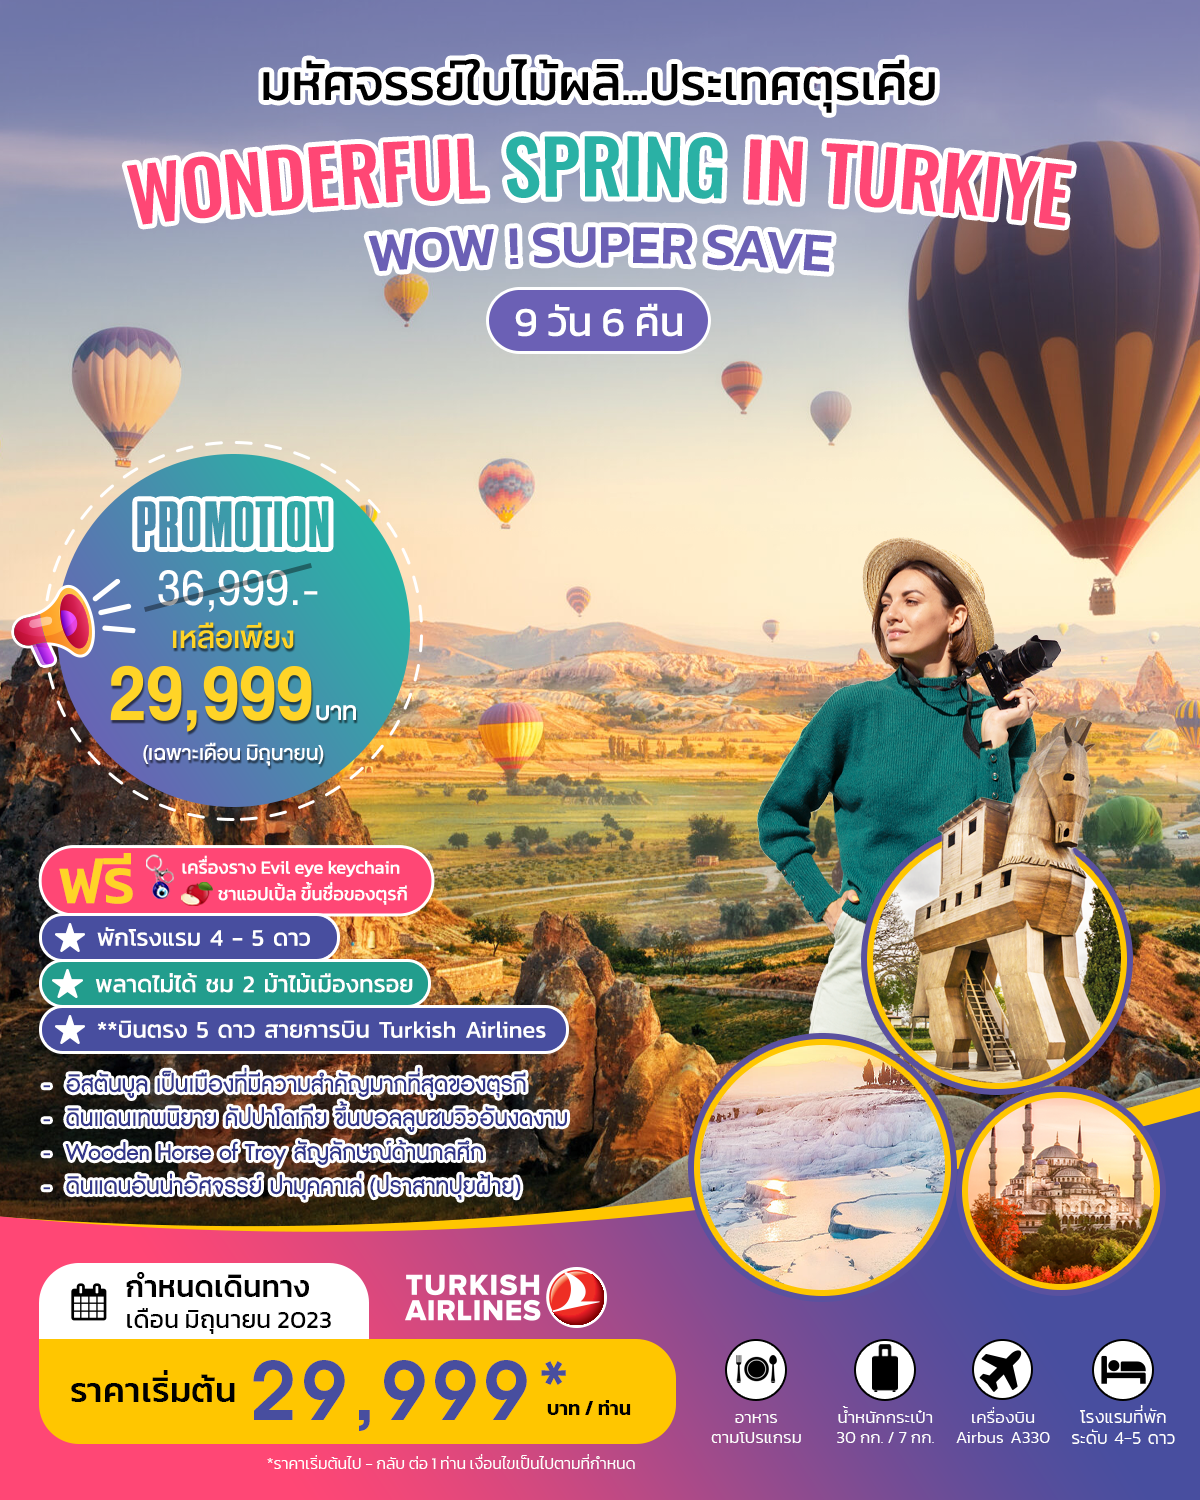 มหัศจรรย์ใบไม้ผลิ...ประเทศตุรเคีย
WONDERFUL SPRING IN TURKIYE
WOW ! SUPER SAVE
9 วัน 6 คืน
PROMOTION
36,999.-
เหลือเพียง
29,999 บาท
(เฉพาะเดือน มิถุนายน)
ฟรี
เครื่องราง Evil eye keychain
ชาแอปเปิ้ล ขึ้นชื่อของตุรกี
พักโรงแรม 4 - 5 ดาว
พลาดไม่ได้ ชม 2 ม้าไม้เมืองทรอย
**บินตรง 5 ดาว สายการบิน Turkish Airlines
- อิสตันบูล เป็นเมืองที่มีความสำคัญมากที่สุดของตุรกี
- ดินแดนเทพนิยาย คัปปาโดเกีย ขึ้นบอลลูนชมวิวอันงดงาม
- Wooden Horse of Troy สัญลักษณ์ด้านกลศึก
- ดินแดนอันน่าอัศจรรย์ ปามุคคาเล่ (ปราสาทปุยฝ้าย)
กำหนดเดินทาง
เดือน มิถุนายน 2023
TURKISH
AIRLINES
ราคาเริ่มต้น 29,999*
บาท / ท่าน
*ราคาเริ่มต้นไป - กลับ ต่อ 1 ท่าน เงื่อนไขเป็นไปตามที่กำหนด
อาหาร
ตามโปรแกรม
น้ำหนักกระเป๋า
30 กก. / 7 กก.
เครื่องบิน
Airbus A330
โรงแรมที่พัก
ระดับ 4-5 ดาว